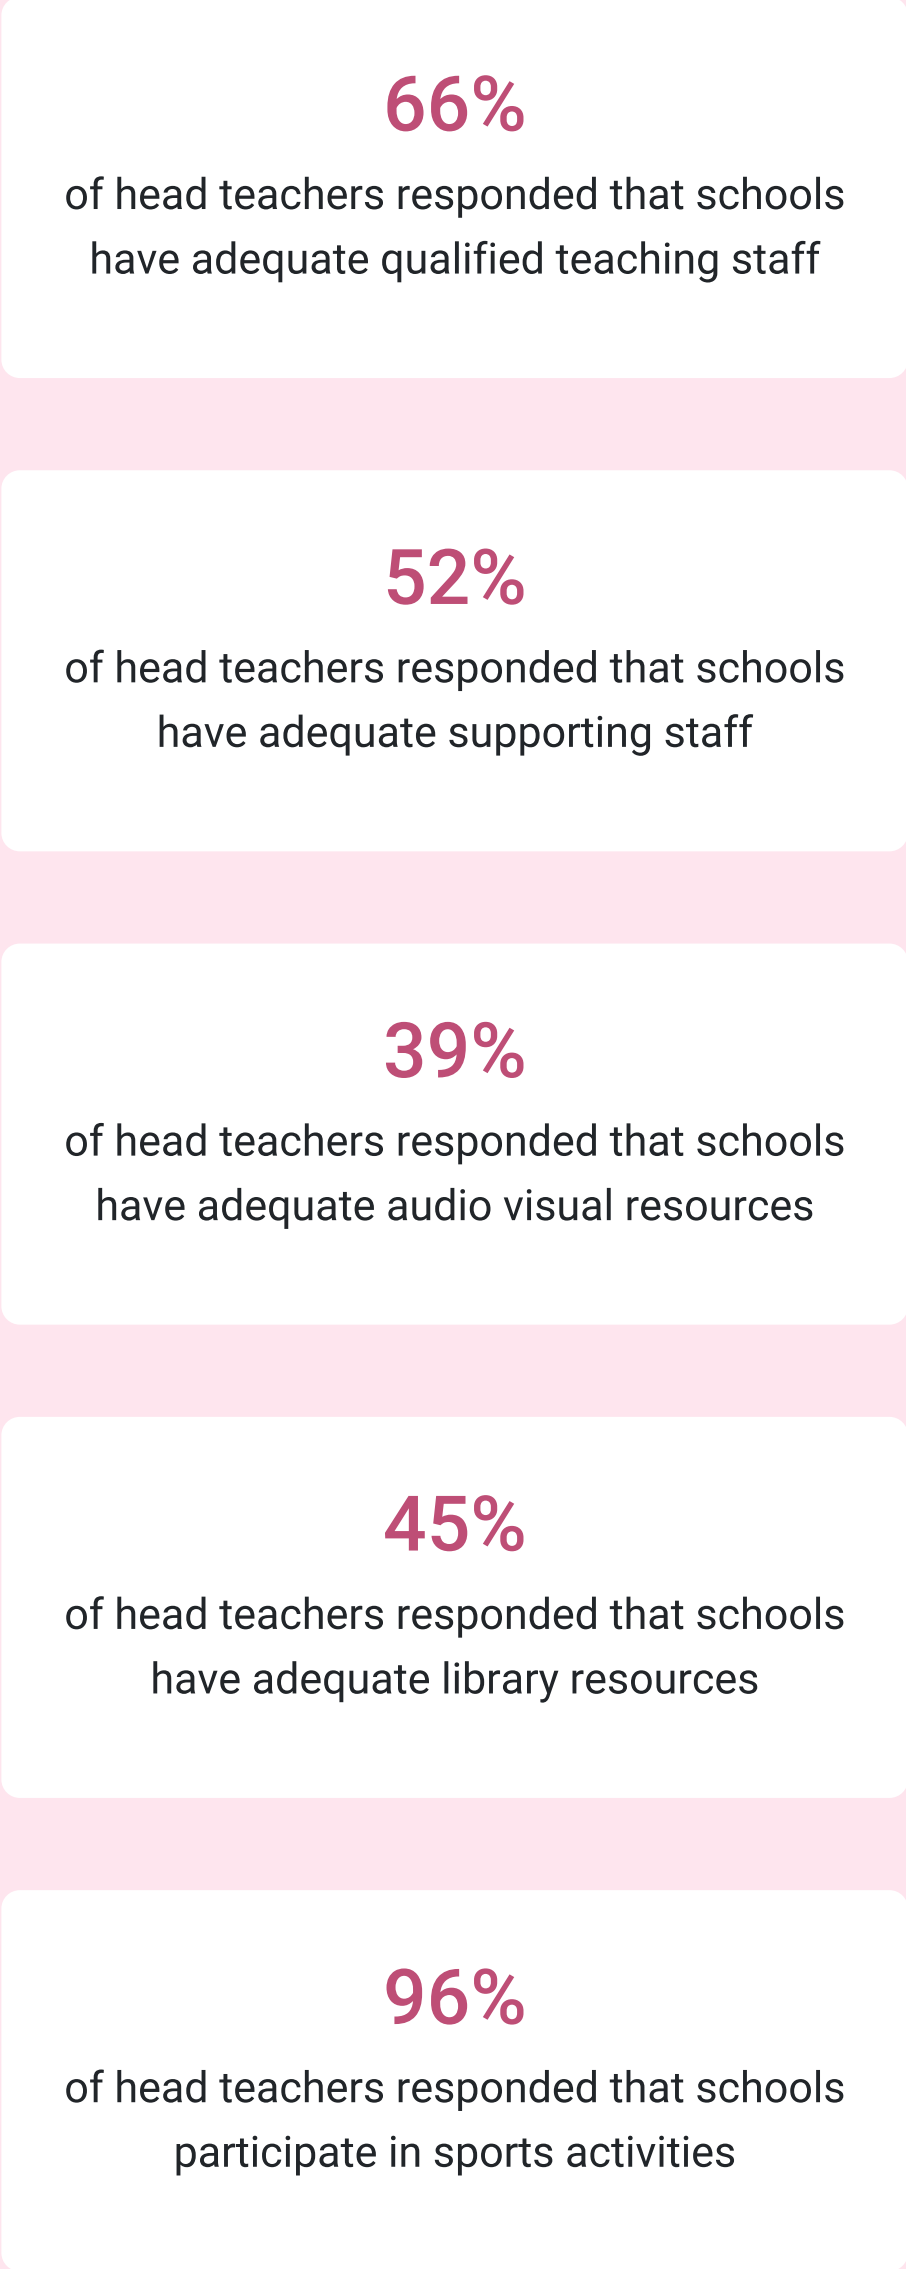 66%
of head teachers responded that schools
have adequate qualified teaching staff
52%
of head teachers responded that schools
have adequate supporting staff
39%
of head teachers responded that schools
have adequate audio visual resources
45%
of head teachers responded that schools
have adequate library resources
96%
of head teachers responded that schools
participate in sports activities